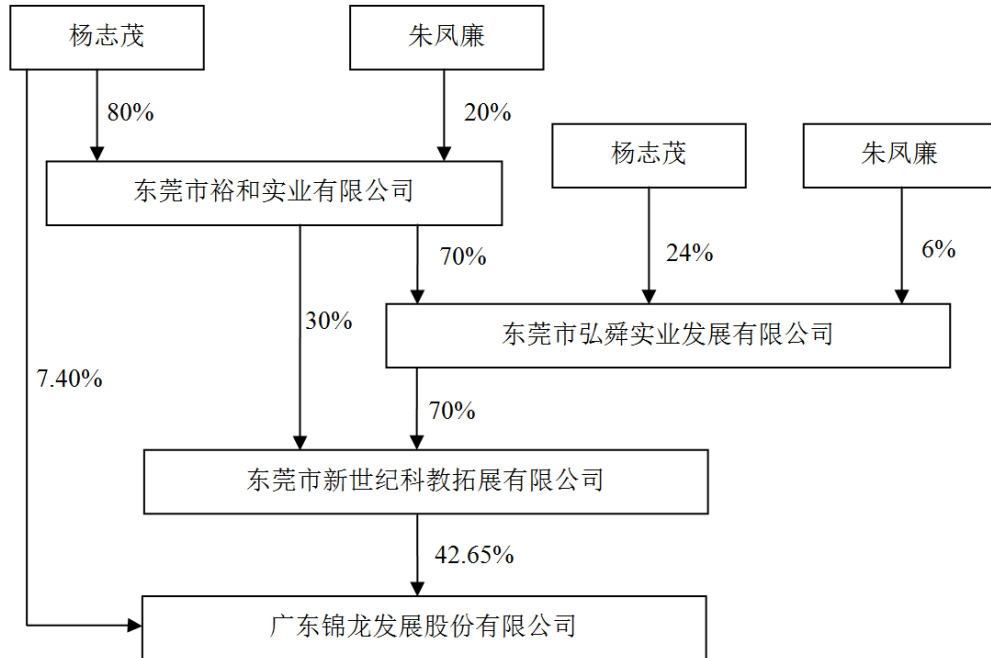 杨志茂
朱凤廉
80%
20%
杨志茂
朱凤廉
东莞市裕和实业有限公司
70%
24%
6%
30%
东莞市弘舜实业发展有限公司
7.40%
70%
东莞市新世纪科教拓展有限公司
42.65%
广东锦龙发展股份有限公司